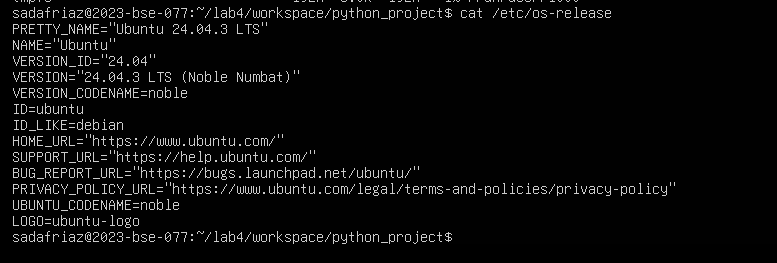 sadafriaz@2023-bse-077:~/lab4/workspace/python_project$ cat /etc/os-release
PRETTY_NAME="Ubuntu 24.04.3 LTS"
NAME="Ubuntu"
VERSION_ID="24.04"
VERSION="24.04.3 LTS (Noble Numbat)"
VERSION_CODENAME=noble
ID=ubuntu
ID_LIKE=debian
HOME_URL="https://www.ubuntu.com/"
SUPPORT_URL="https://help.ubuntu.com/"
BUG_REPORT_URL="https://bugs.launchpad.net/ubuntu/"
PRIVACY_POLICY_URL="https://www.ubuntu.com/legal/terms-and-policies/privacy-policy"
UBUNTU_CODENAME=noble
LOGO=ubuntu-logo
sadafriaz@2023-bse-077:~/lab4/workspace/python_project$